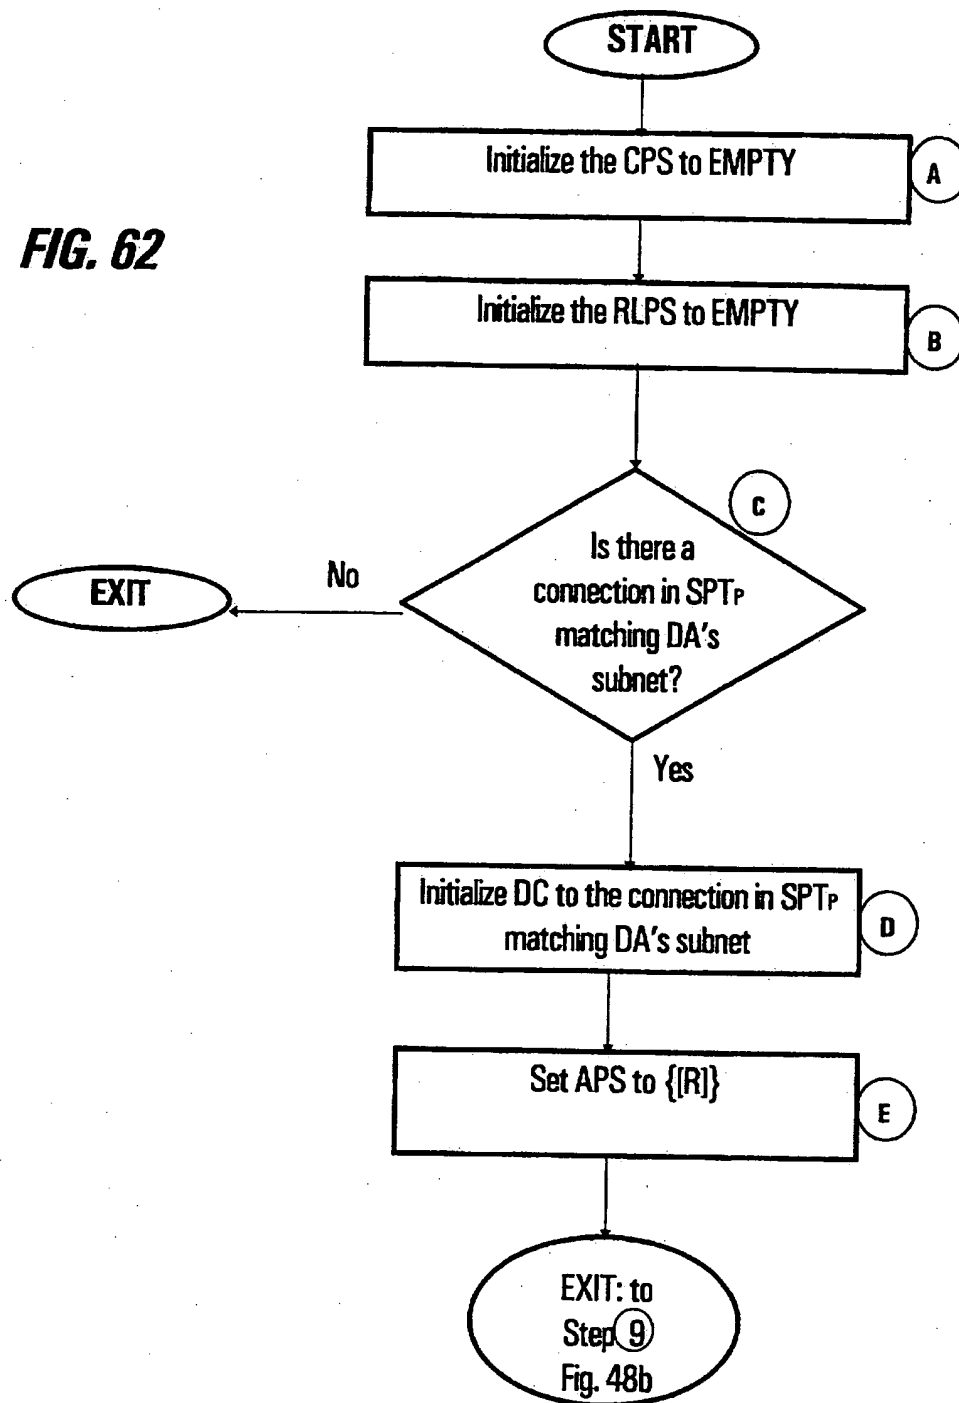 START
Initialize the CPS to EMPTY
A
FIG. 62
Initialize the RLPS to EMPTY
B
C
Is there a
connection in SPTP
matching DA's
subnet?
No
EXIT
Yes
Initialize DC to the connection in SPTP
matching DA's subnet
D
Set APS to {[R]}
E
EXIT: to
Step 9
Fig. 48b